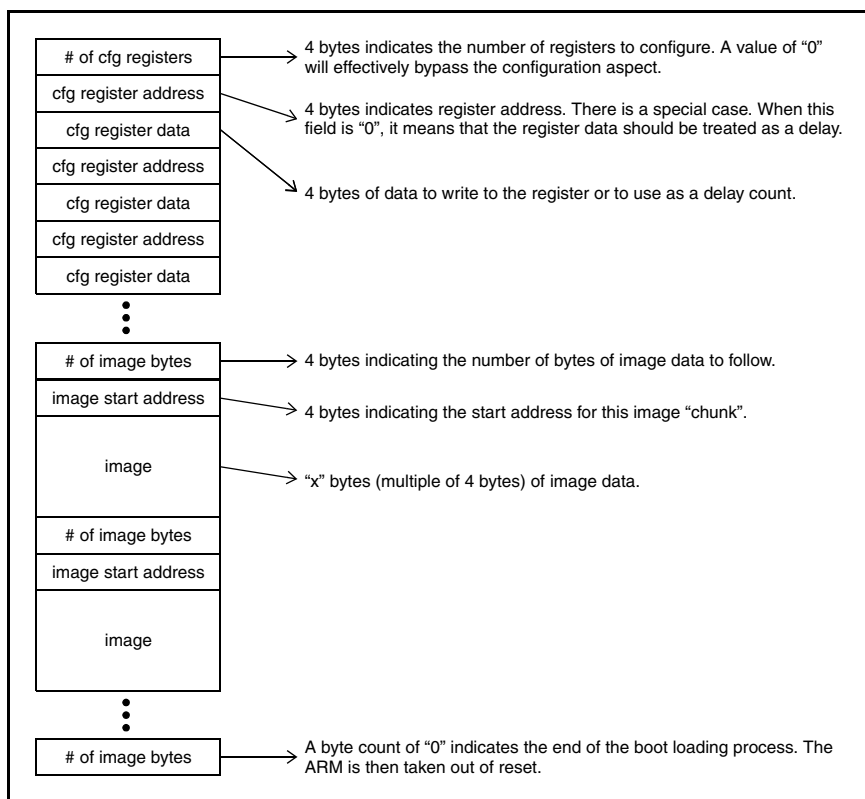 # of cfg registers
4 bytes indicates the number of registers to configure. A value of “0”
will effectively bypass the configuration aspect.
cfg register address
4 bytes indicates register address. There is a special case. When this
field is “0”, it means that the register data should be treated as a delay.
cfg register data
4 bytes of data to write to the register or to use as a delay count.
cfg register address
cfg register data
cfg register address
cfg register data
# of image bytes
4 bytes indicating the number of bytes of image data to follow.
image start address
4 bytes indicating the start address for this image “chunk”.
image
“x” bytes (multiple of 4 bytes) of image data.
# of image bytes
image start address
image
# of image bytes
A byte count of “0” indicates the end of the boot loading process. The
ARM is then taken out of reset.